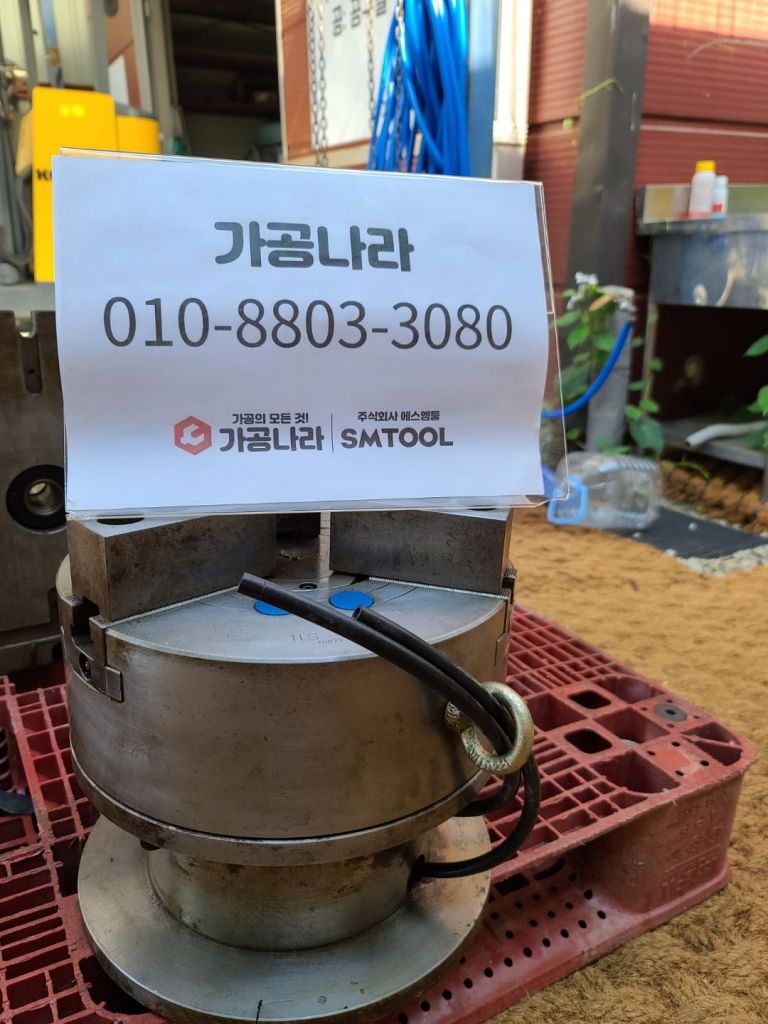 가공나라
010-8803-3080
가공의 모든 것!
가공나라
주식회사 에스엠툴
SMTOOL